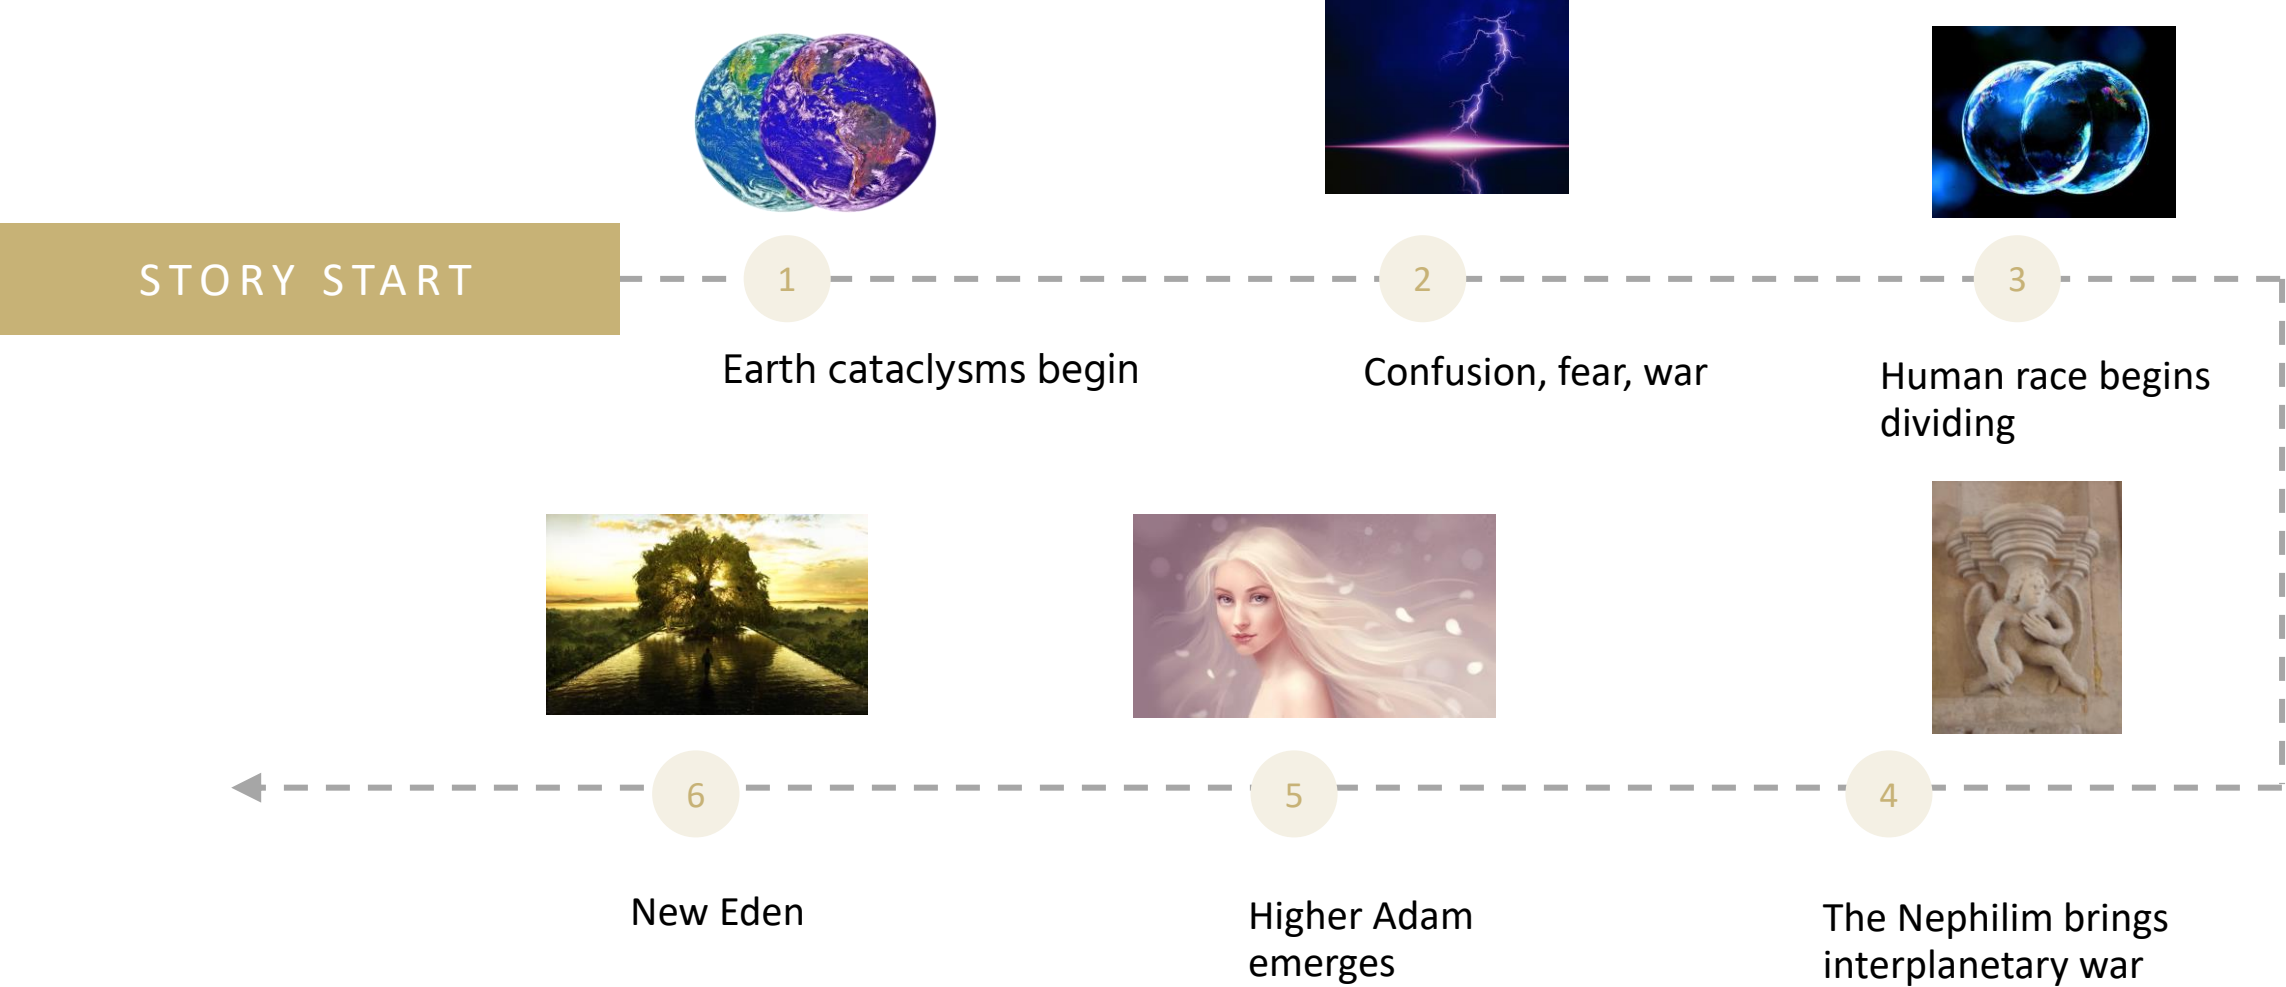 STORY START
1
2
3
Earth cataclysms begin
Confusion, fear, war
Human race begins
dividing
6
5
4
New Eden
Higher Adam
emerges
The Nephilim brings
interplanetary war